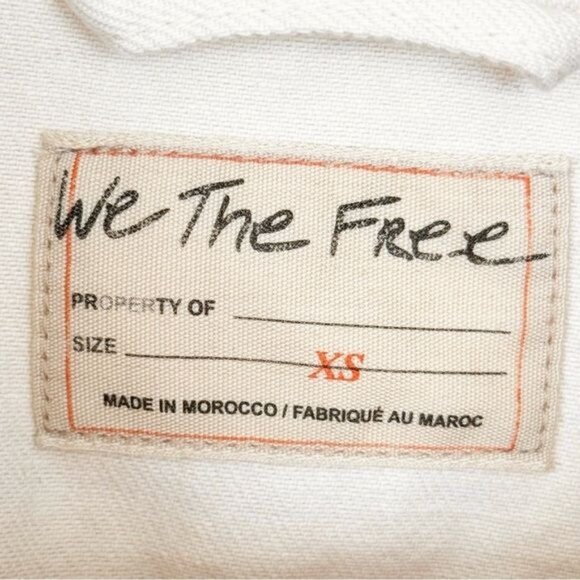 We The Free
PROPERTY OF
SIZE XS
MADE IN MOROCCO / FABRIQUÉ AU MAROC